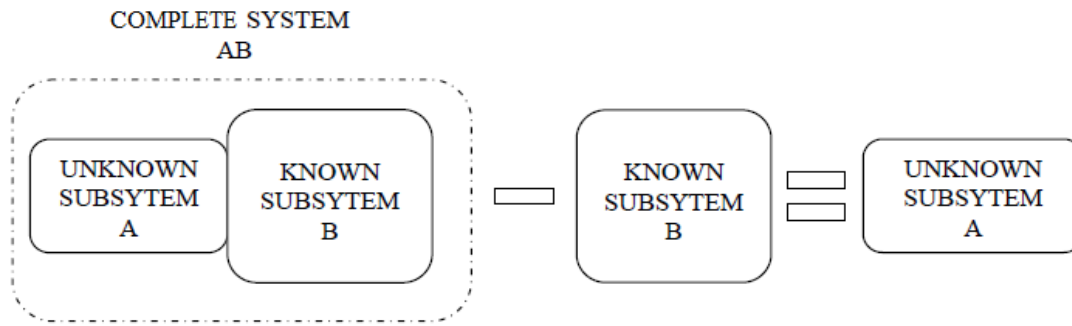 COMPLETE SYSTEM
AB
UNKNOWN
SUBSYTEM
A
KNOWN
SUBSYTEM
B
KNOWN
SUBSYTEM
B
UNKNOWN
SUBSYTEM
A